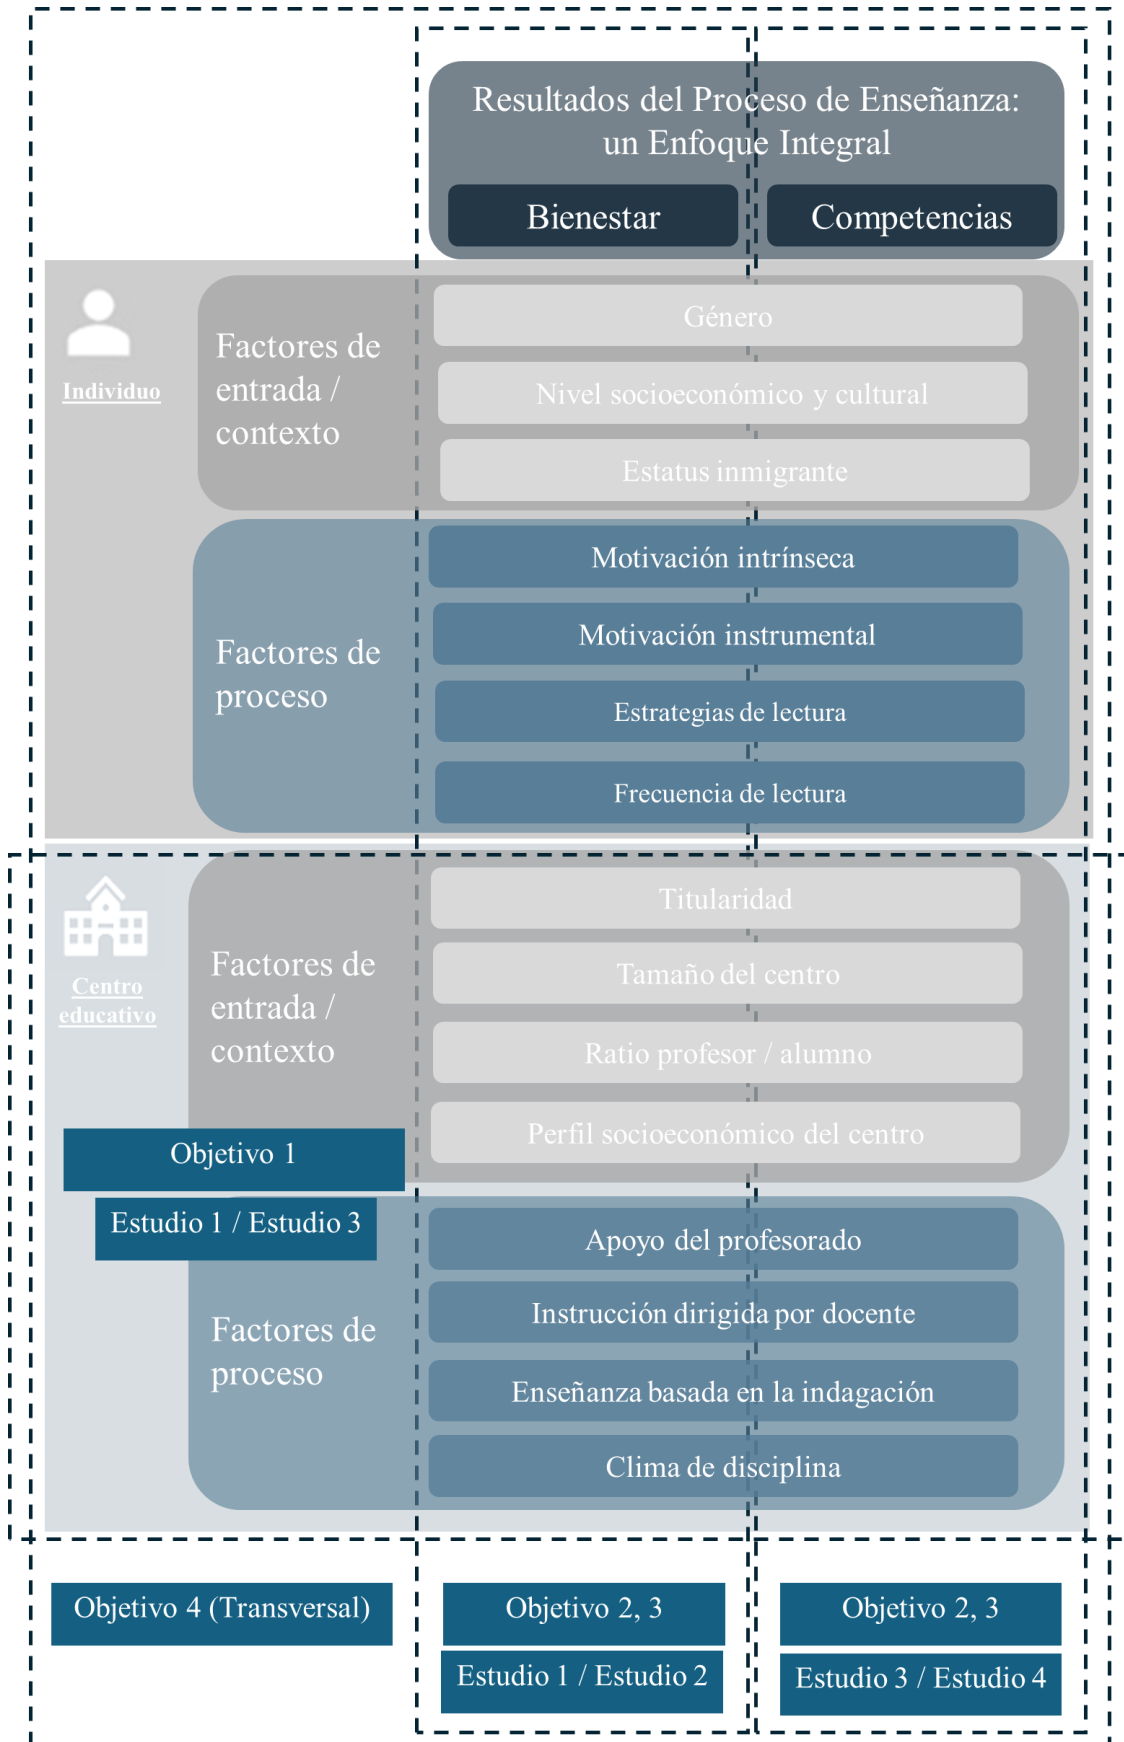 Resultados del Proceso de Enseñanza:
un Enfoque Integral
Bienestar
Competencias
Individuo
Factores de
entrada /
contexto
Género
Nivel socioeconómico y cultural
Estatus inmigrante
Factores de
proceso
Motivación intrínseca
Motivación instrumental
Estrategias de lectura
Frecuencia de lectura
Centro
educativo
Factores de
entrada /
contexto
Titularidad
Tamaño del centro
Ratio profesor / alumno
Perfil socioeconómico del centro
Objetivo 1
Estudio 1 / Estudio 3
Factores de
proceso
Apoyo del profesorado
Instrucción dirigida por docente
Enseñanza basada en la indagación
Clima de disciplina
Objetivo 4 (Transversal)
Objetivo 2, 3
Estudio 1 / Estudio 2
Objetivo 2, 3
Estudio 3 / Estudio 4